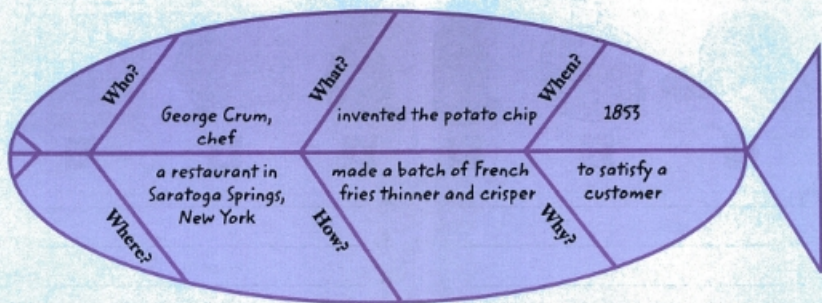 Who?
George Crum,
chef
What?
invented the potato chip
When?
1853
Where?
a restaurant in
Saratoga Springs,
New York
How?
made a batch of French
fries thinner and crisper
Why?
to satisfy a
customer